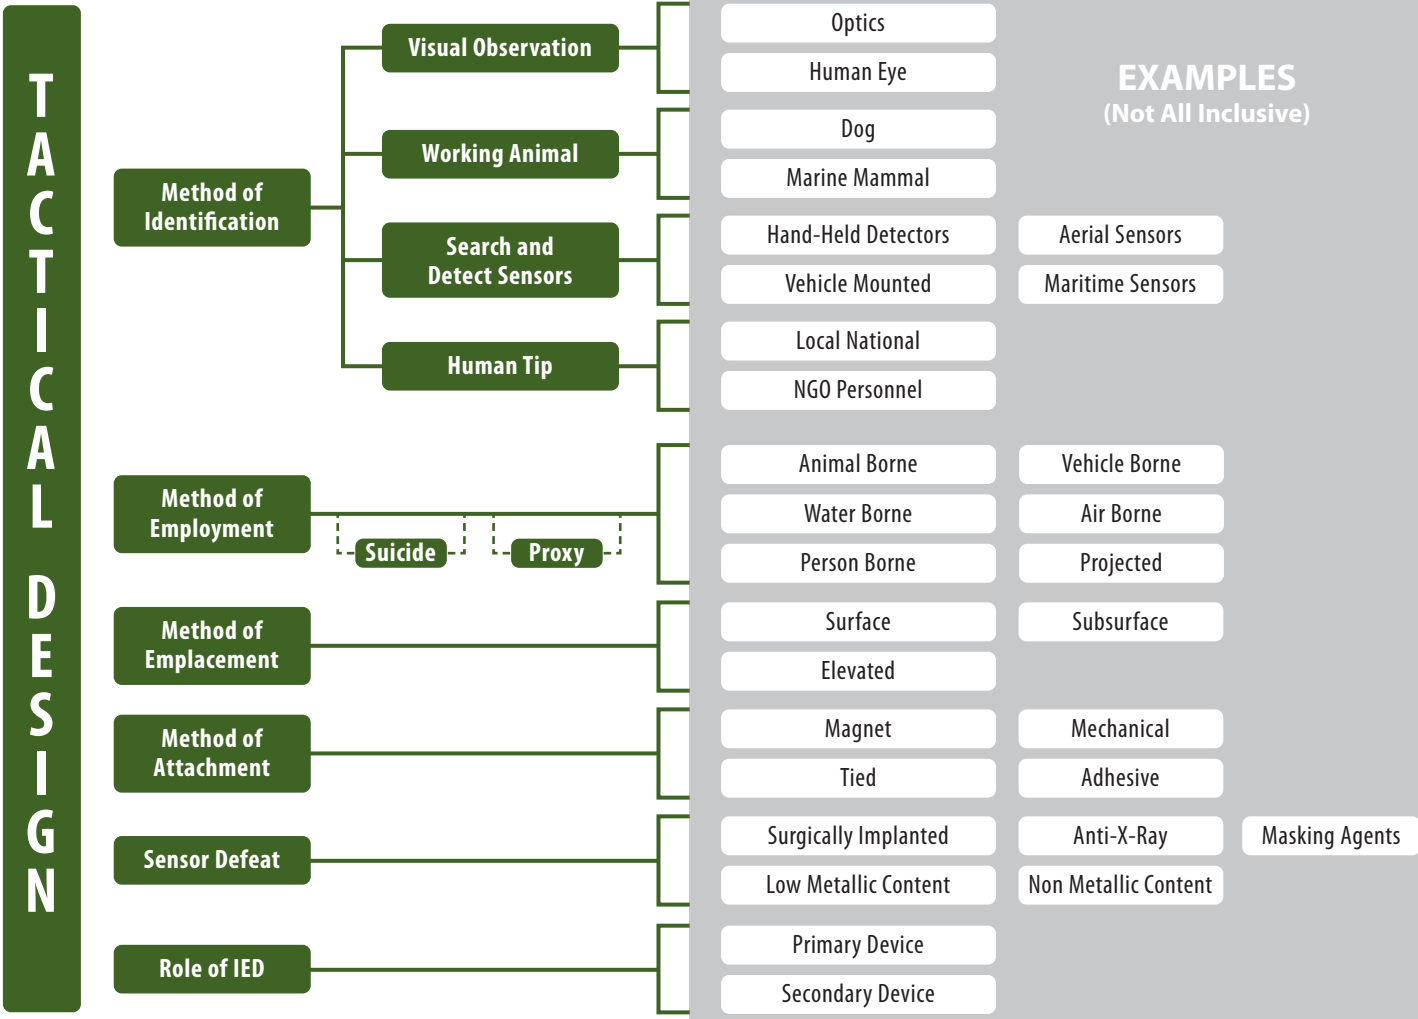 TACTICAL DESIGN
EXAMPLES
(Not All Inclusive)
Method of
Identification
Visual Observation
Optics
Human Eye
Working Animal
Dog
Marine Mammal
Search and
Detect Sensors
Hand-Held Detectors
Aerial Sensors
Vehicle Mounted
Maritime Sensors
Human Tip
Local National
NGO Personnel
Method of
Employment
Suicide
Proxy
Animal Borne
Vehicle Borne
Water Borne
Air Borne
Person Borne
Projected
Method of
Emplacement
Surface
Subsurface
Elevated
Method of
Attachment
Magnet
Mechanical
Tied
Adhesive
Sensor Defeat
Surgically Implanted
Anti-X-Ray
Masking Agents
Low Metallic Content
Non Metallic Content
Role of IED
Primary Device
Secondary Device